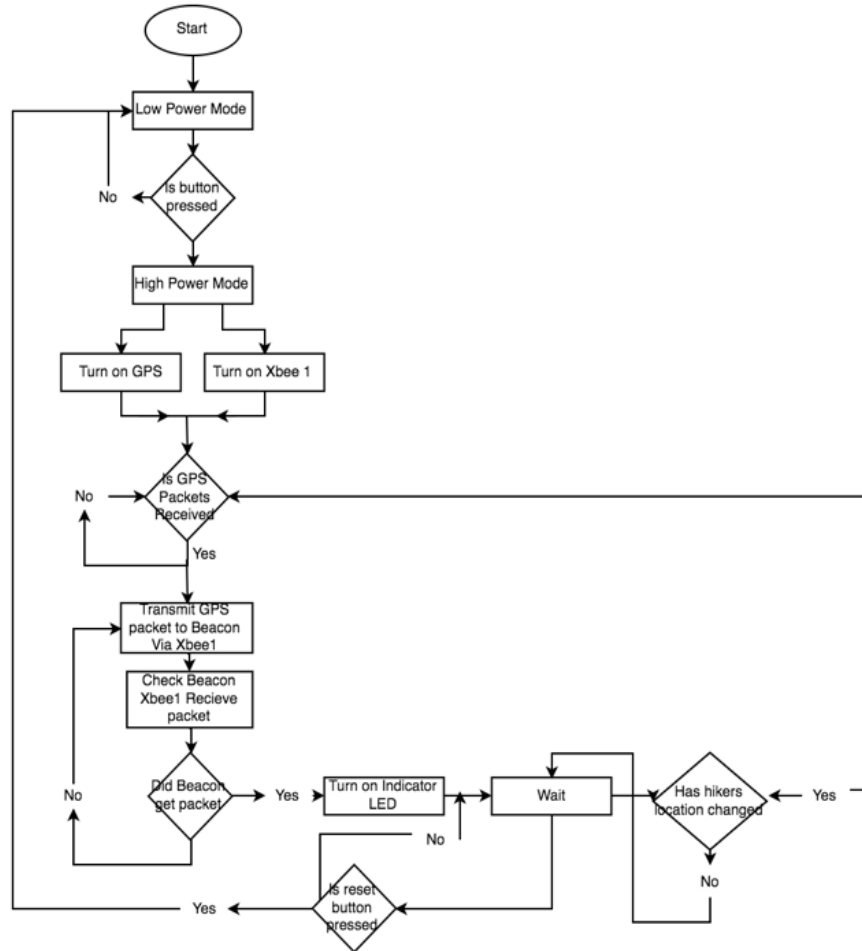 Start
Low Power Mode
Is button
pressed
No
High Power Mode
Turn on GPS
Turn on Xbee 1
Is GPS
Packets
Received
No
Yes
Transmit GPS
packet to Beacon
Via Xbee1
Check Beacon
Xbee1 Recieve
packet
Did Beacon
get packet
No
Yes
Turn on Indicator
LED
Wait
Has hikers
location changed
Yes
No
No
Is reset
button
pressed
Yes